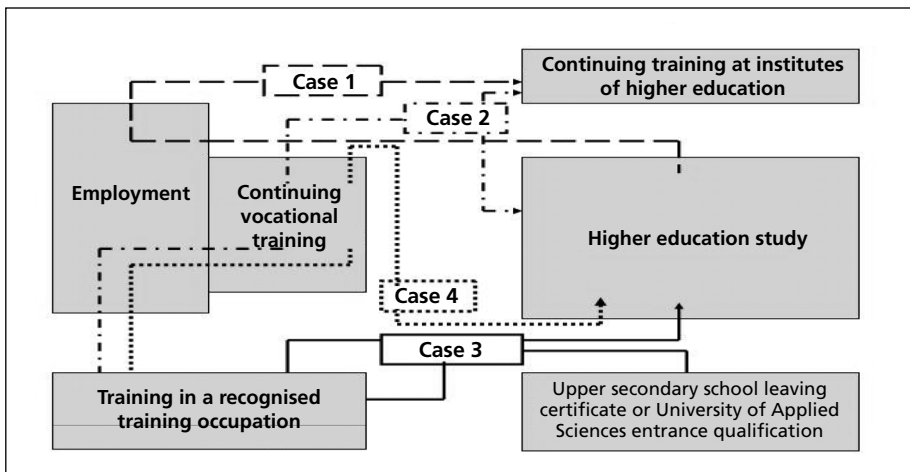 Case 1
Continuing training at institutes
of higher education
Case 2
Employment
Continuing
vocational
training
Higher education study
Case 4
Case 3
Training in a recognised
training occupation
Upper secondary school leaving
certificate or University of Applied
Sciences entrance qualification